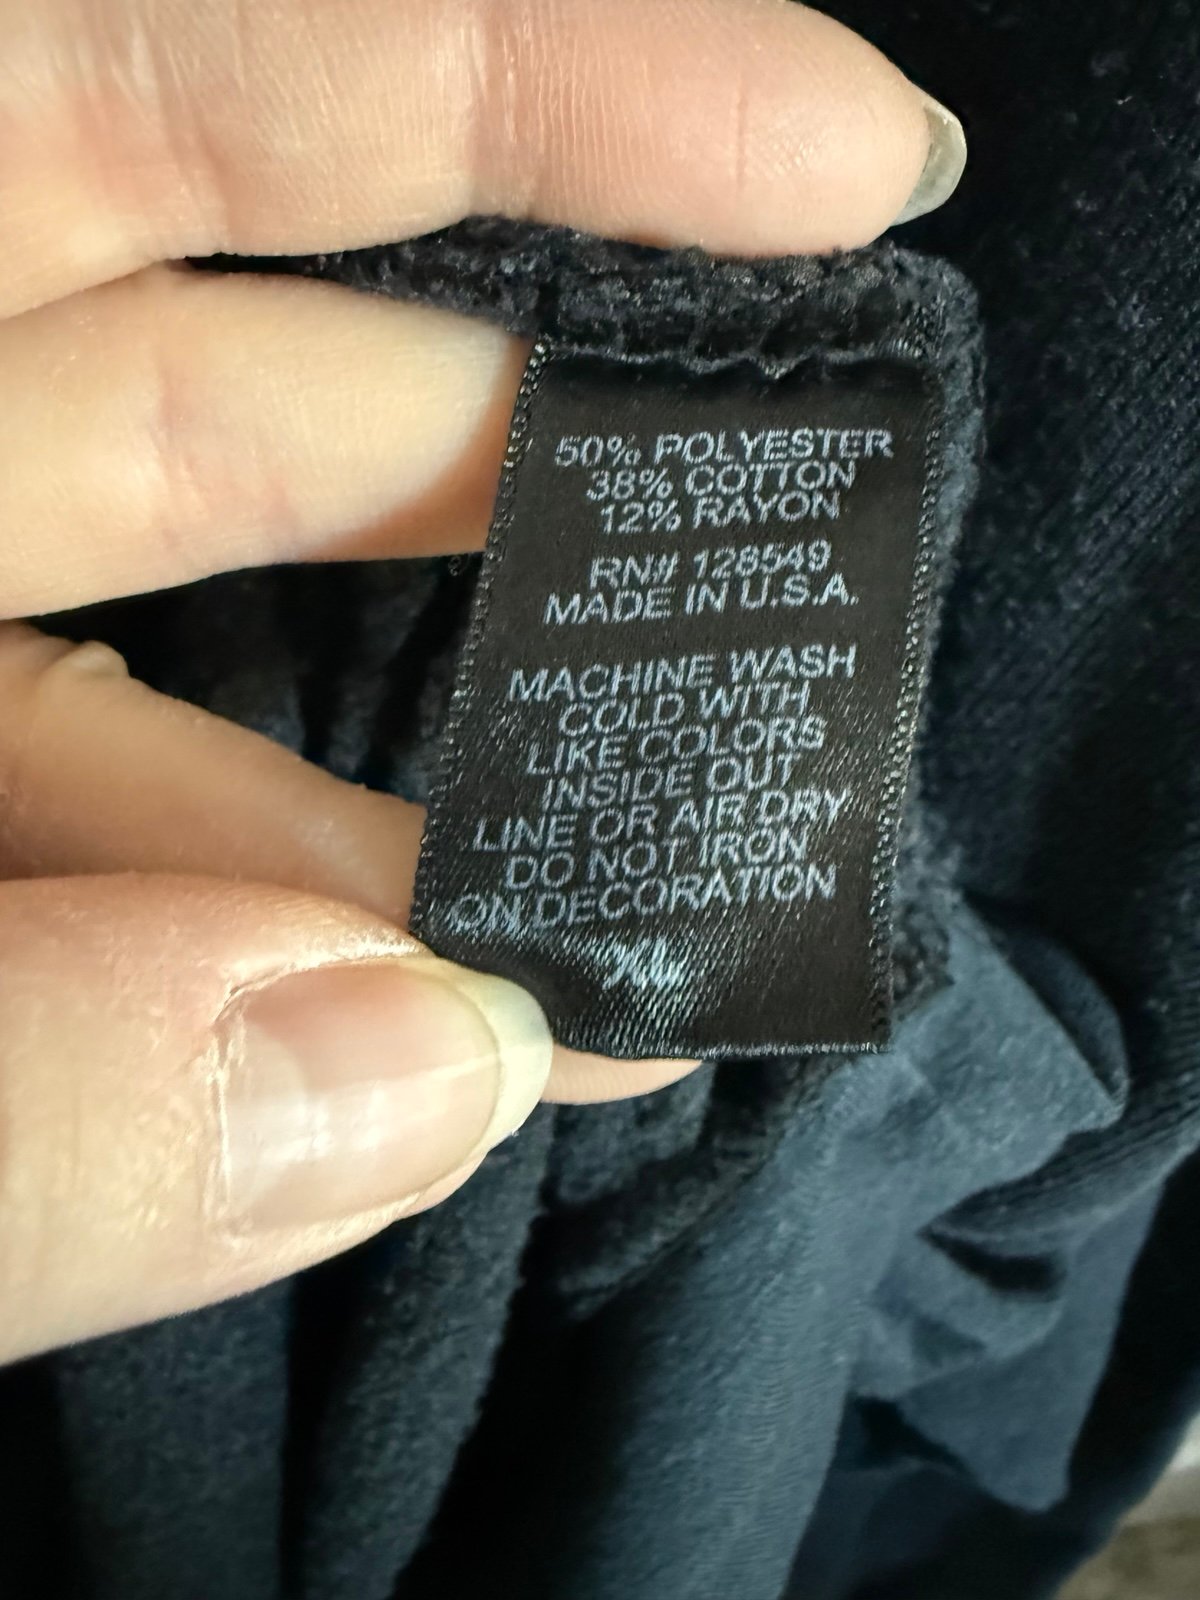 50% POLYESTER
38% COTTON
12% RAYON
RN# 128549
MADE IN U.S.A.
MACHINE WASH
COLD WITH
LIKE COLORS
INSIDE OUT
LINE OR AIR DRY
DO NOT IRON
ON DECORATION